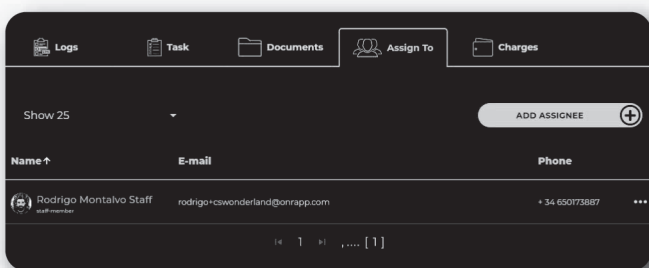 Logs Task Documents Assign To Charges
Show 25 ADD ASSIGNEE
Name↑ E-mail Phone
Rodrigo Montalvo Staff rodrigo+cswonderland@onrapp.com + 34 650173887 •••
staff-member
1 ,.... [ 1 ]